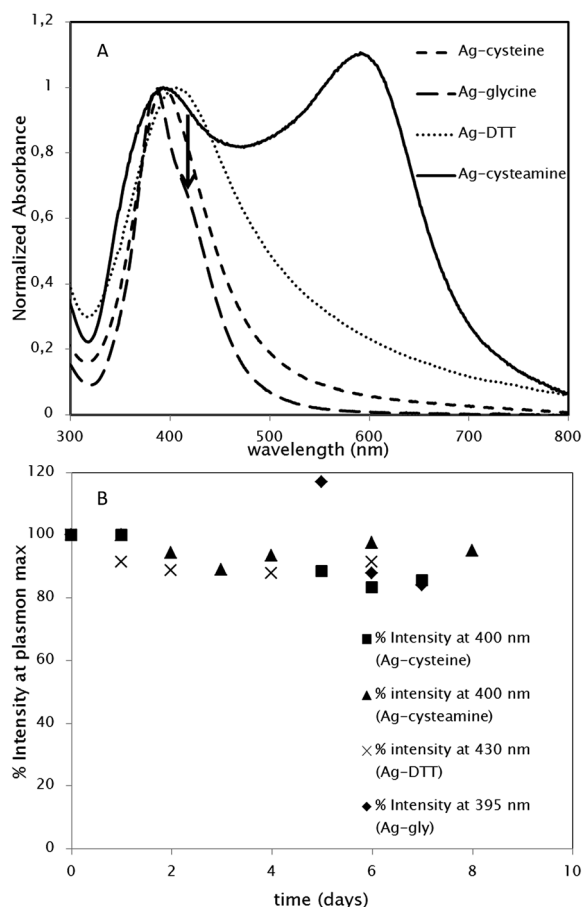 1,2
A
Ag-cysteine
Ag-glycine
Ag-DTT
Ag-cysteamine
1
0,8
0,6
0,4
0,2
0
Normalized Absorbance
300 400 500 600 700 800
wavelength (nm)
120
B
100
80
60
40
20
0
% Intensity at plasmon max
% Intensity at 400 nm
(Ag-cysteine)
% intensity at 400 nm
(Ag-cysteamine)
% intensity at 430 nm
(Ag-DTT)
% Intensity at 395 nm
(Ag-gly)
0 2 4 6 8 10
time (days)